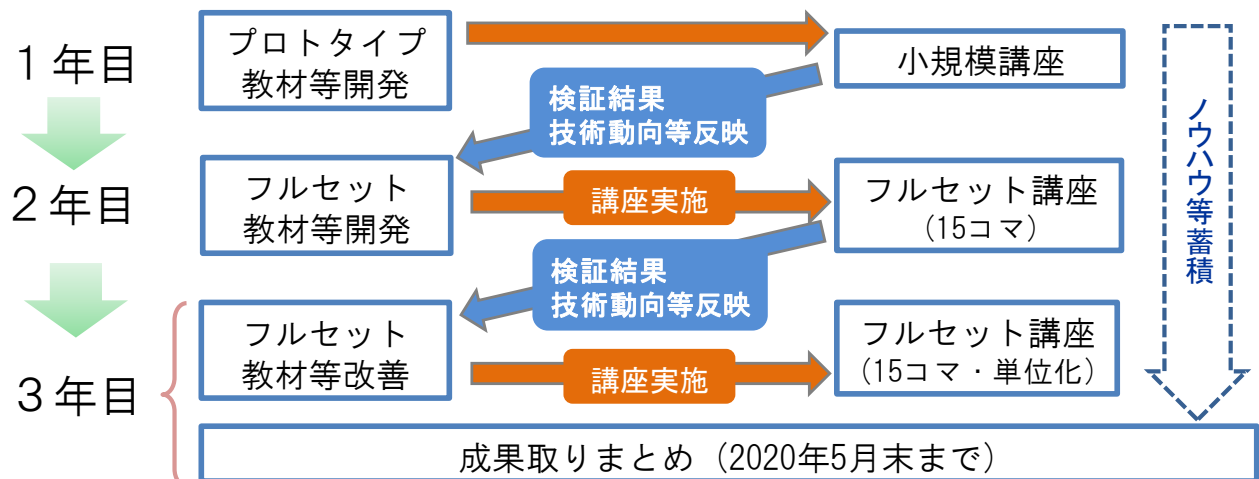 1年目
プロトタイプ
教材等開発
小規模講座
検証結果
技術動向等反映
2年目
フルセット
教材等開発
講座実施
フルセット講座
(15コマ)
検証結果
技術動向等反映
3年目
フルセット
教材等改善
講座実施
フルセット講座
(15コマ・単位化)
成果取りまとめ (2020年5月末まで)
ノウハウ等蓄積